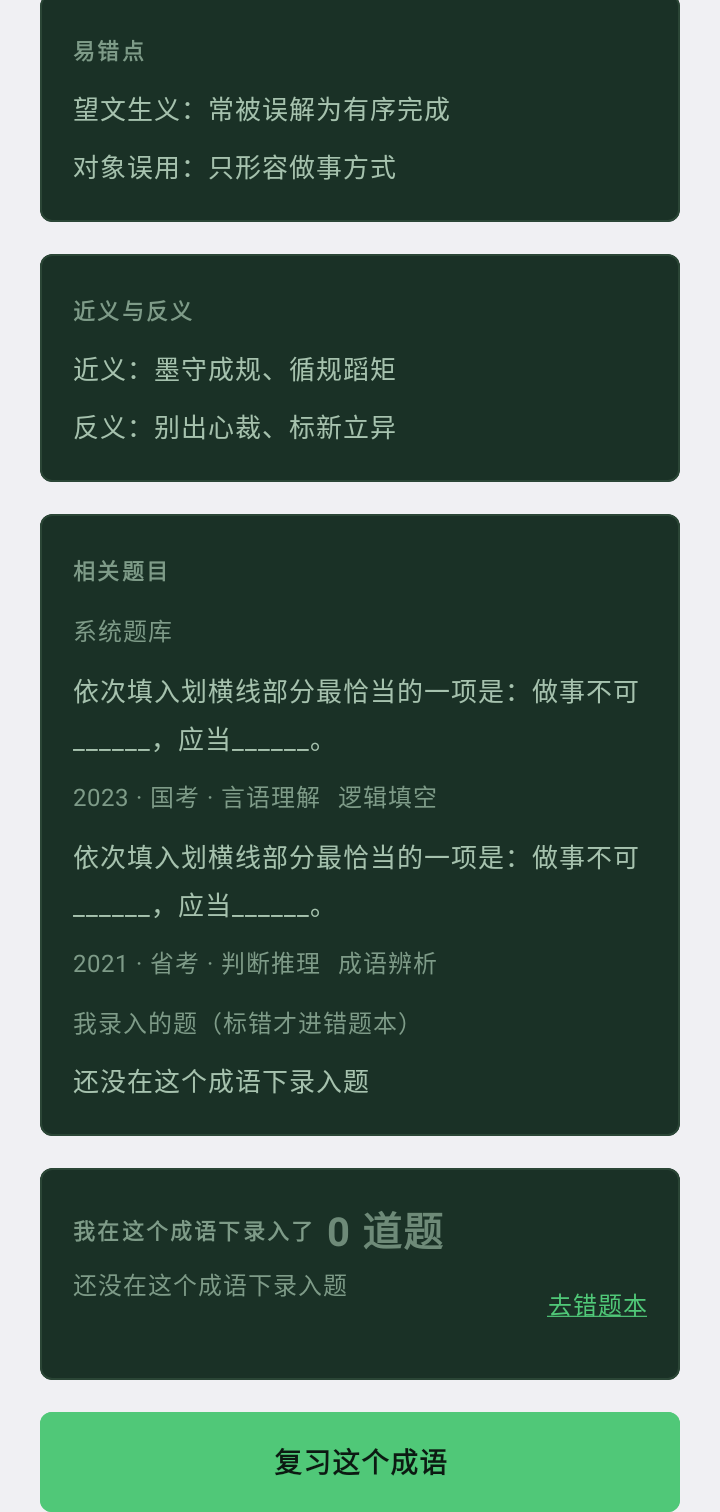 易错点
望文生义：常被误解为有序完成
对象误用：只形容做事方式
近义与反义
近义：墨守成规、循规蹈矩
反义：别出心裁、标新立异
相关题目
系统题库
依次填入划横线部分最恰当的一项是：做事不可
______，应当______。
2023 · 国考 · 言语理解 逻辑填空
依次填入划横线部分最恰当的一项是：做事不可
______，应当______。
2021 · 省考 · 判断推理 成语辨析
我录入的题（标错才进错题本）
还没在这个成语下录入题
我在这个成语下录入了 0 道题
还没在这个成语下录入题
去错题本
复习这个成语